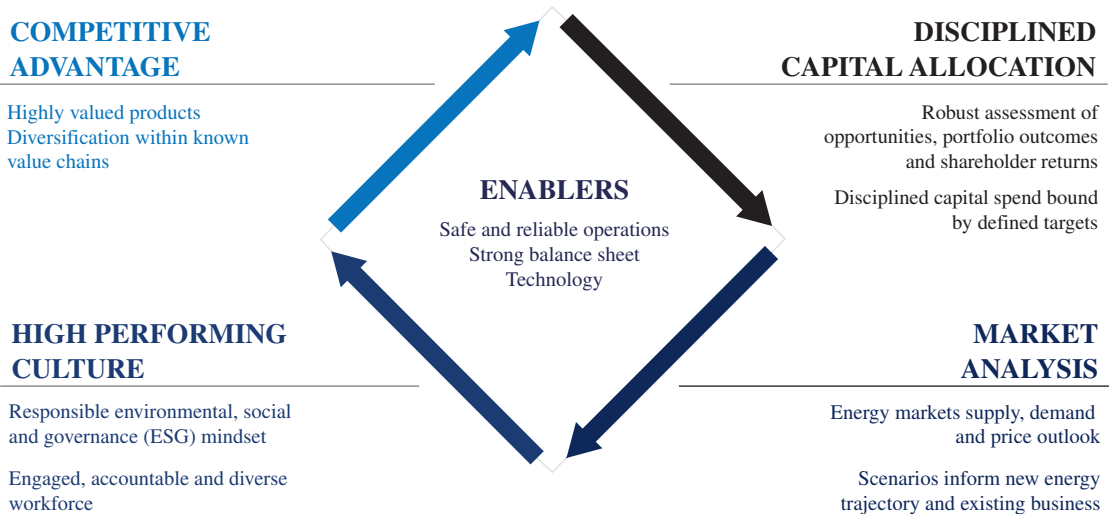 COMPETITIVE
ADVANTAGE
Highly valued products
Diversification within known
value chains
DISCIPLINED
CAPITAL ALLOCATION
Robust assessment of
opportunities, portfolio outcomes
and shareholder returns
Disciplined capital spend bound
by defined targets
ENABLERS
Safe and reliable operations
Strong balance sheet
Technology
HIGH PERFORMING
CULTURE
Responsible environmental, social
and governance (ESG) mindset
Engaged, accountable and diverse
workforce
MARKET
ANALYSIS
Energy markets supply, demand
and price outlook
Scenarios inform new energy
trajectory and existing business